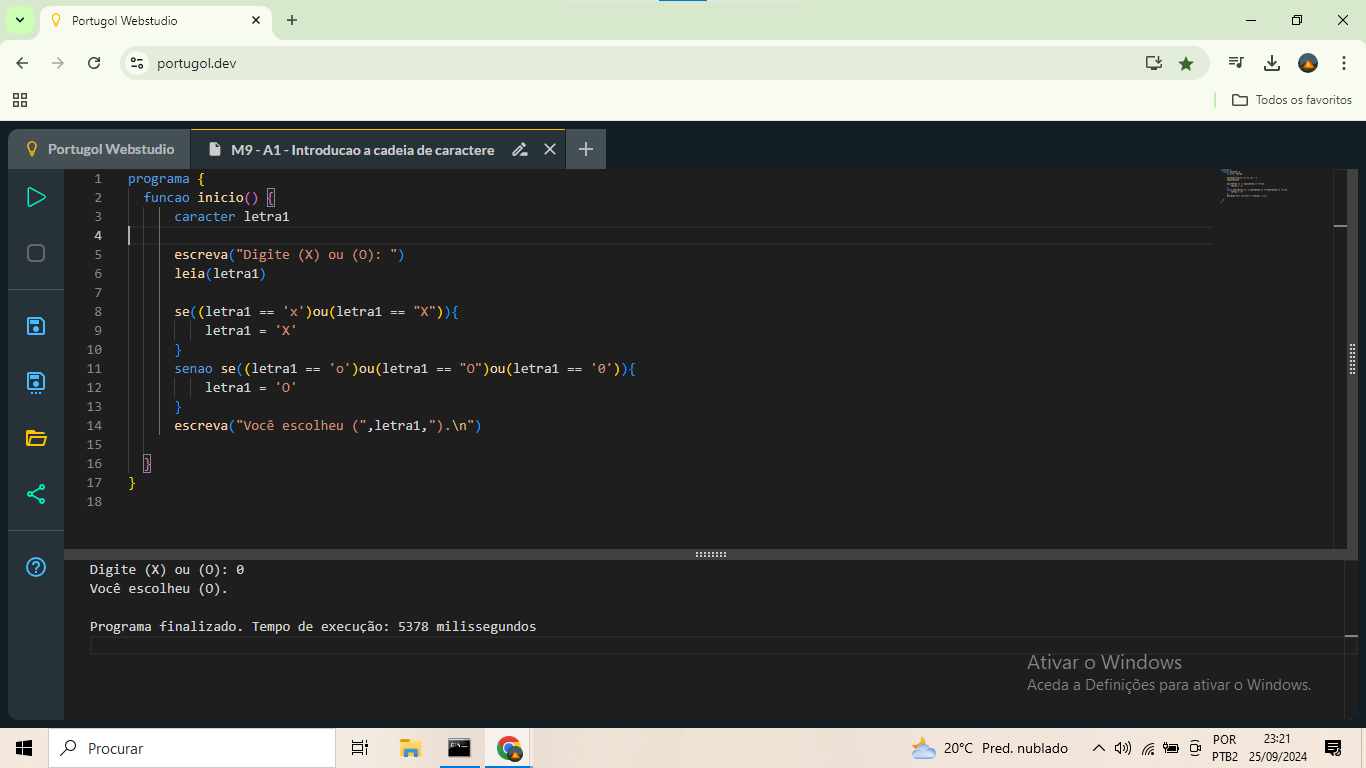 Portugol Webstudio
portugol.dev
Todos os favoritos
Portugol Webstudio
M9 - A1 - Introducao a cadeia de caractere
1 programa {
2 funcao inicio() {
3 caracter letra1
4
5 escreva("Digite (X) ou (O): ")
6 leia(letra1)
7
8 se((letra1 == 'x')ou(letra1 == "X")){
9 letra1 = 'X'
10 }
11 senao se((letra1 == 'o')ou(letra1 == "O")ou(letra1 == '0')){
12 letra1 = 'O'
13 }
14 escreva("Você escolheu (",letra1,").\n")
15
16 }
17 }
18
Digite (X) ou (O): 0
Você escolheu (O).
Programa finalizado. Tempo de execução: 5378 milissegundos
Ativar o Windows
Aceda a Definições para ativar o Windows.
Procurar
20°C Pred. nublado
POR
PTB2
23:21
25/09/2024